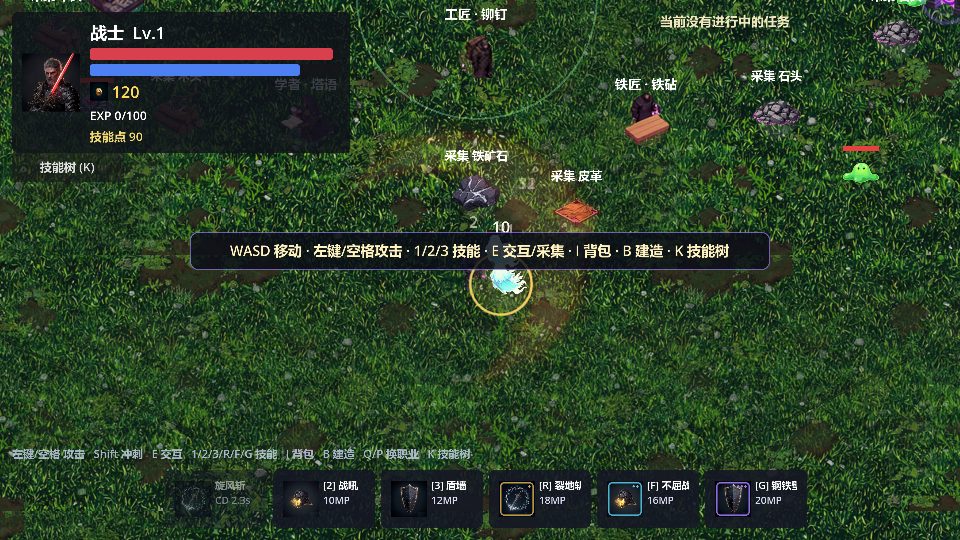 工匠 · 铆钉
当前没有进行中的任务
战士 Lv.1
120
EXP 0/100
技能点 90
学者 · 塔语
铁匠 · 铁砧
采集 石头
技能树 (K)
采集 铁矿石
采集 皮革
2
10
WASD 移动 · 左键/空格攻击 · 1/2/3 技能 · E 交互/采集 · I 背包 · B 建造 · K 技能树
左键/空格 攻击 Shift 冲刺 E 交互 1/2/3/R/F/G 技能 I 背包 B 建造 Q/P 换职业 K 技能树
旋风斩
CD 2.3s
[2] 战吼
10MP
[3] 盾墙
12MP
[R] 裂地斩
18MP
[F] 不屈战
16MP
[G] 钢铁
20MP